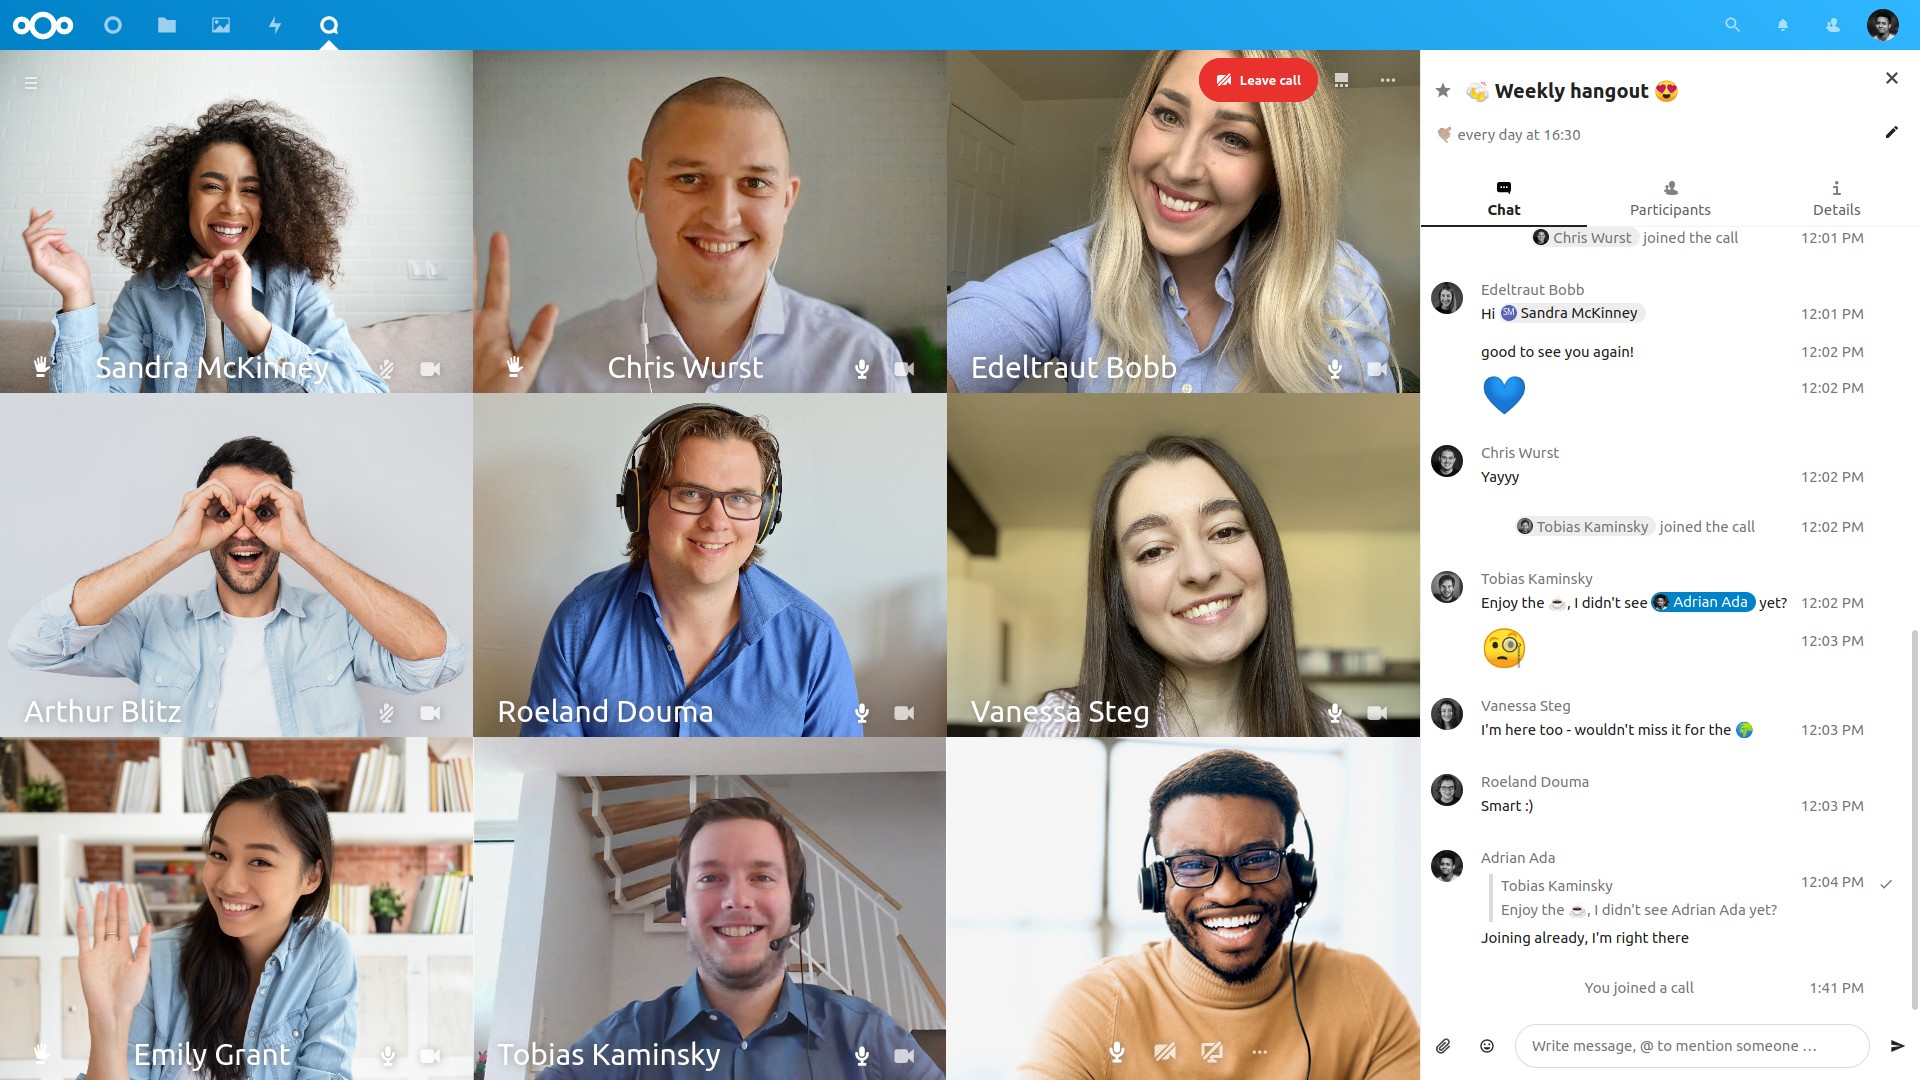 Leave call
Sandra McKinney
Chris Wurst
Edeltraut Bobb
Arthur Blitz
Roeland Douma
Vanessa Steg
Emily Grant
Tobias Kaminsky
🍻 Weekly hangout 😍
every day at 16:30
Chat
Participants
Details
Chris Wurst joined the call 12:01 PM
Edeltraut Bobb
Hi SM Sandra McKinney 12:01 PM
good to see you again! 12:02 PM
💙 12:02 PM
Chris Wurst
Yayyy 12:02 PM
Tobias Kaminsky joined the call 12:02 PM
Tobias Kaminsky
Enjoy the ☕, I didn't see Adrian Ada yet? 12:02 PM
🧐 12:03 PM
Vanessa Steg
I'm here too - wouldn't miss it for the 🌍 12:03 PM
Roeland Douma
Smart :) 12:03 PM
Adrian Ada
Tobias Kaminsky 12:04 PM
Enjoy the ☕, I didn't see Adrian Ada yet?
Joining already, I'm right there
You joined a call 1:41 PM
Write message, @ to mention someone …